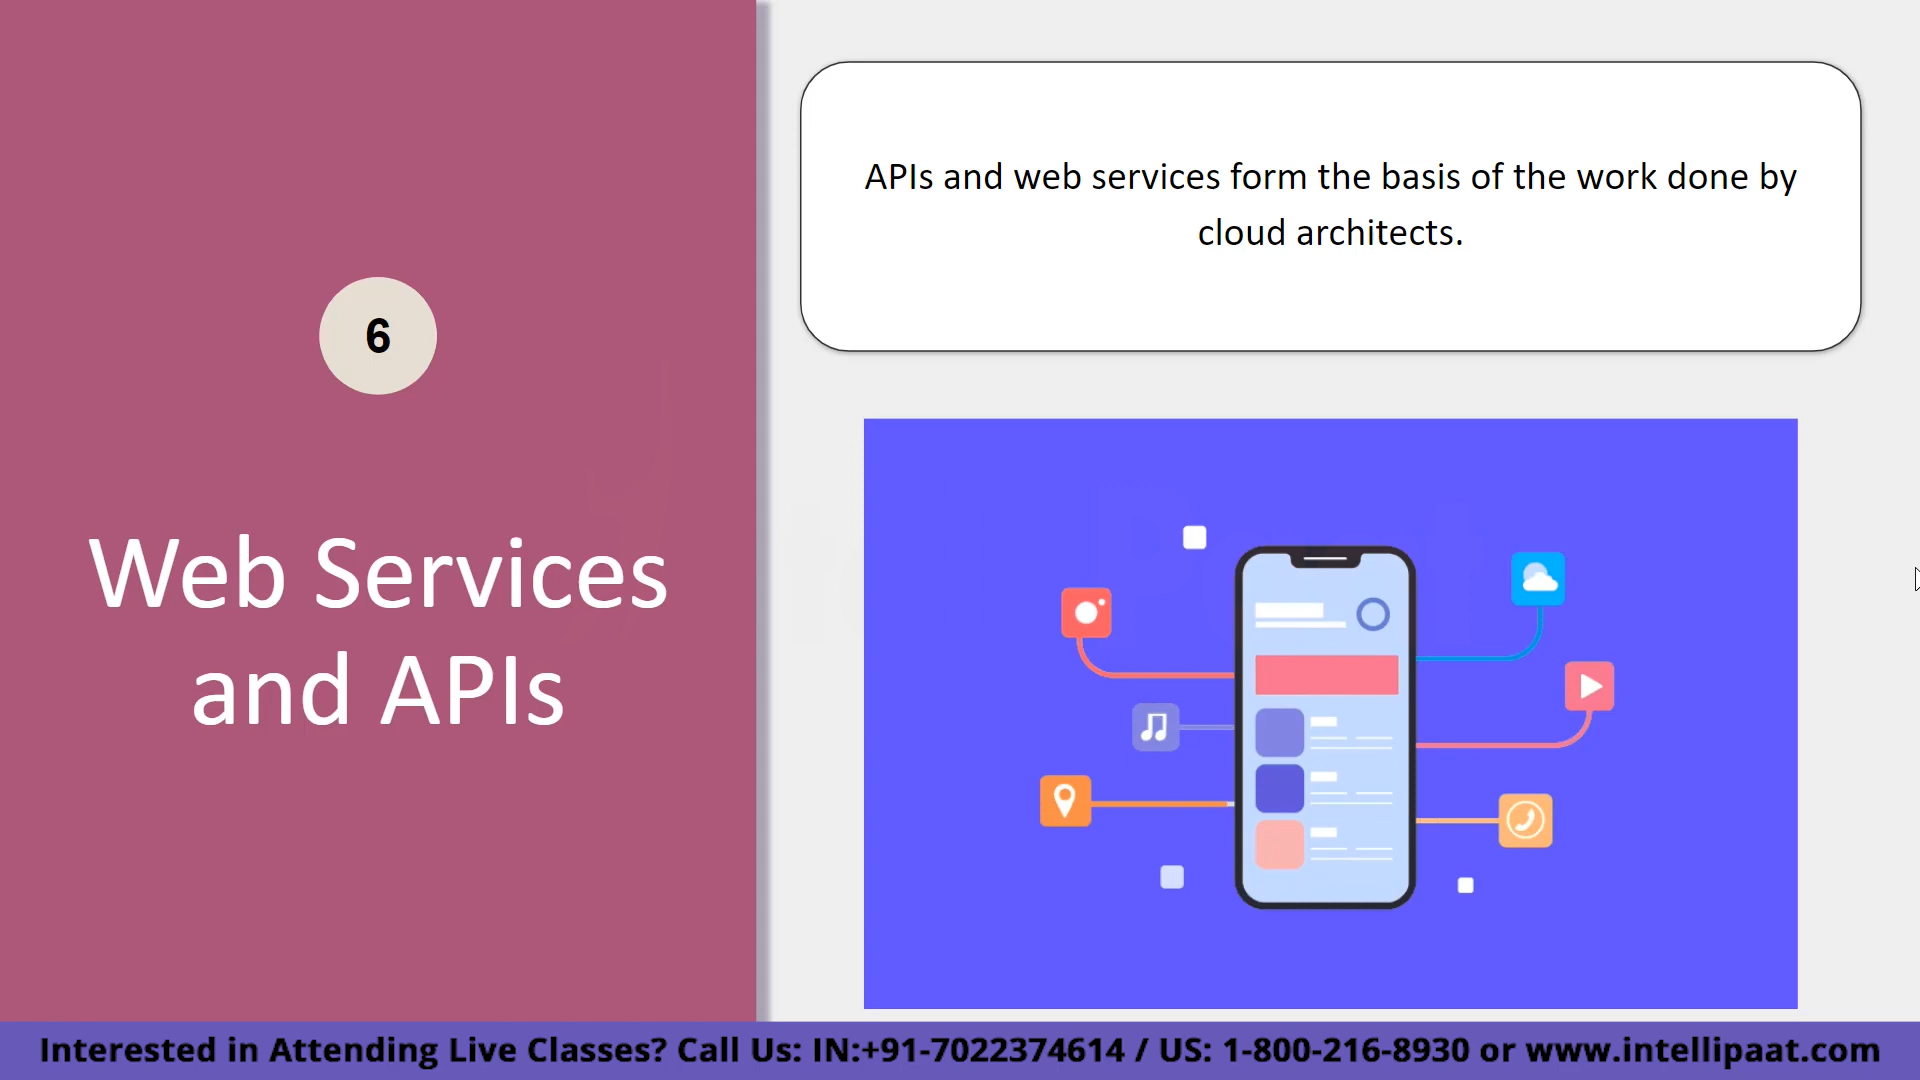 6
Web Services
and APIs
APIs and web services form the basis of the work done by
cloud architects.
Interested in Attending Live Classes? Call Us: IN:+91-7022374614 / US: 1-800-216-8930 or www.intellipaat.com